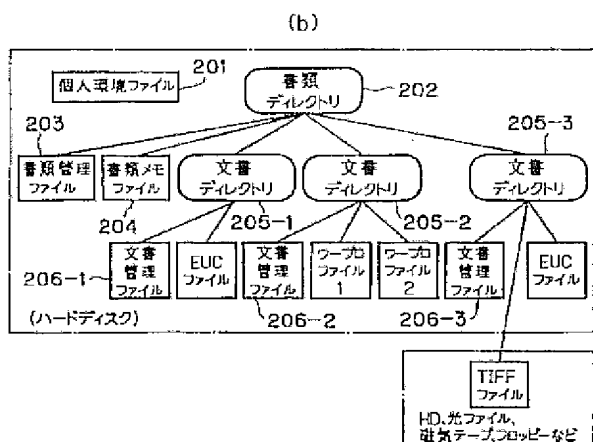 (b)
個人環境ファイル
201
書類
ディレクトリ
202
203
書類管理
ファイル
書類メモ
ファイル
204
文書
ディレクトリ
205-1
文書
ディレクトリ
205-2
205-3
文書
ディレクトリ
206-1
文書
管理
ファイル
EUC
ファイル
文書
管理
ファイル
206-2
ワープロ
ファイル
1
ワープロ
ファイル
2
文書
管理
ファイル
206-3
EUC
ファイル
(ハードディスク)
TIFF
ファイル
HD、光ファイル、
磁気テープ、フロッピーなど